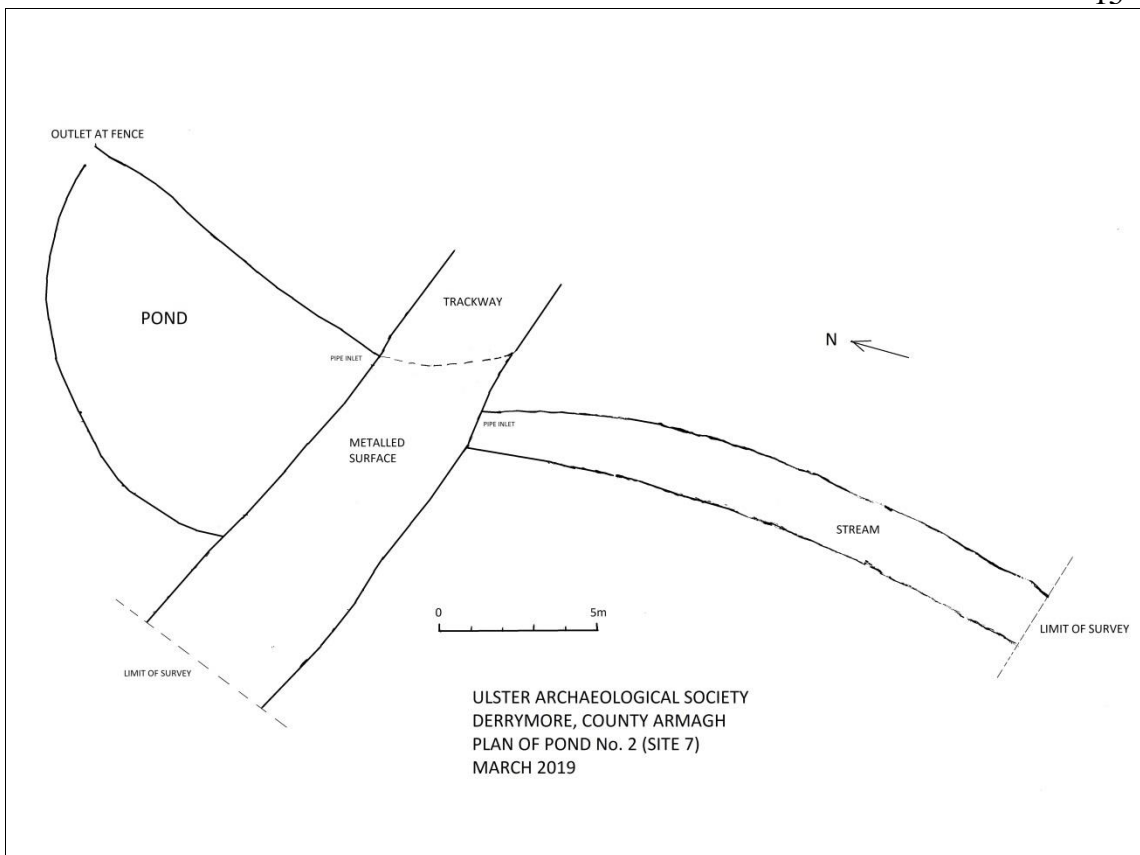 OUTLET AT FENCE
POND
TRACKWAY
PIPE INLET
N
METALLED
SURFACE
PIPE INLET
STREAM
0 5m
LIMIT OF SURVEY
LIMIT OF SURVEY
ULSTER ARCHAEOLOGICAL SOCIETY
DERRYMORE, COUNTY ARMAGH
PLAN OF POND No. 2 (SITE 7)
MARCH 2019